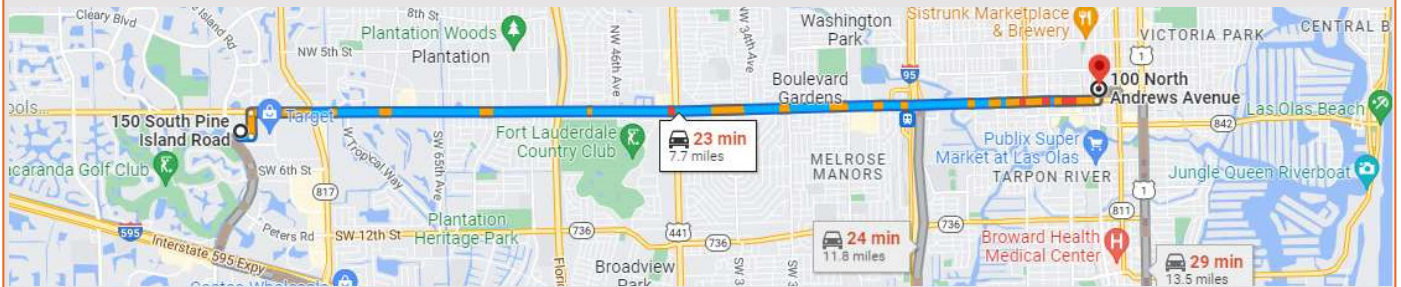 Cleary Blvd
Island Rd
8th St
Plantation Woods
Plantation
NW 5th St
NW 46th Ave
NW 34th Ave
Washington
Park
Sistrunk Marketplace
& Brewery
VICTORIA PARK
CENTRAL B
1
95
Boulevard
Gardens
100 North
Andrews Avenue
150 South Pine
Island Road
Target
Las Olas Beach
842
Fort Lauderdale
Country Club
23 min
7.7 miles
Publix Super
Market at Las Olas
MELROSE
MANORS
TARPON RIVER
Jungle Queen Riverboat
acaranda Golf Club
SW 6th St
W Tropical Way
SW 65th Ave
817
1
811
Plantation
Heritage Park
595
Interstate 595 Expy
Peters Rd
SW 12th St
736
441
736
736
24 min
11.8 miles
Broward Health
Medical Center
29 min
13.5 miles
Broadview
Park
Flori
SW 3